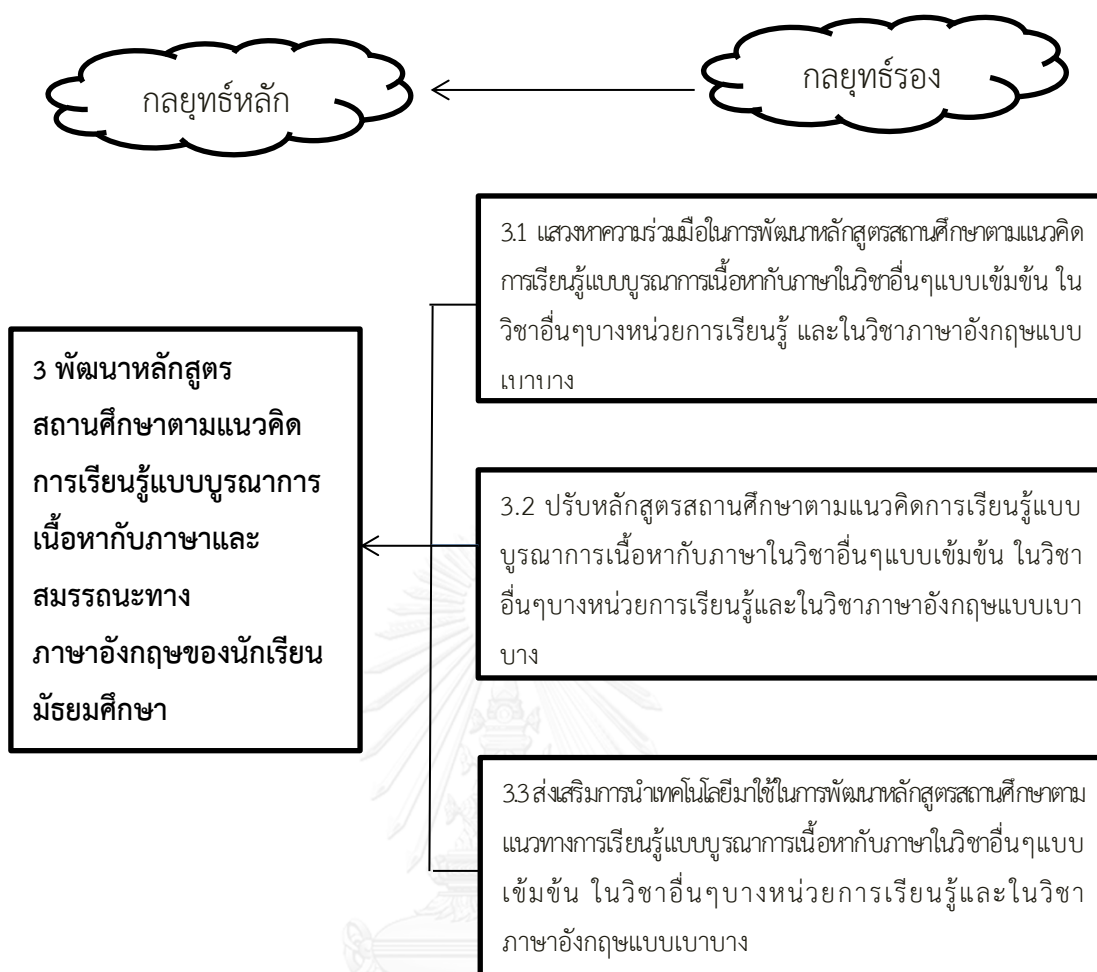 กลยุทธ์หลัก
กลยุทธ์รอง
3.1 แสวงหาความร่วมมือในการพัฒนาหลักสูตรสถานศึกษาตามแนวคิด
การเรียนรู้แบบบูรณาการเนื้อหากับภาษาในวิชาอื่นๆแบบเข้มข้น ใน
วิชาอื่นๆบางหน่วยการเรียนรู้ และในวิชาภาษาอังกฤษแบบ
เบาบาง
3 พัฒนาหลักสูตร
สถานศึกษาตามแนวคิด
การเรียนรู้แบบบูรณาการ
เนื้อหากับภาษาและ
สมรรถนะทาง
ภาษาอังกฤษของนักเรียน
มัธยมศึกษา
3.2 ปรับหลักสูตรสถานศึกษาตามแนวคิดการเรียนรู้แบบ
บูรณาการเนื้อหากับภาษาในวิชาอื่นๆแบบเข้มข้น ในวิชา
อื่นๆบางหน่วยการเรียนรู้และในวิชาภาษาอังกฤษแบบเบา
บาง
3.3 ส่งเสริมการนำเทคโนโลยีมาใช้ในการพัฒนาหลักสูตรสถานศึกษาตาม
แนวทางการเรียนรู้แบบบูรณาการเนื้อหากับภาษาในวิชาอื่นๆแบบ
เข้มข้น ในวิชาอื่นๆบางหน่วยการเรียนรู้และในวิชา
ภาษาอังกฤษแบบเบาบาง